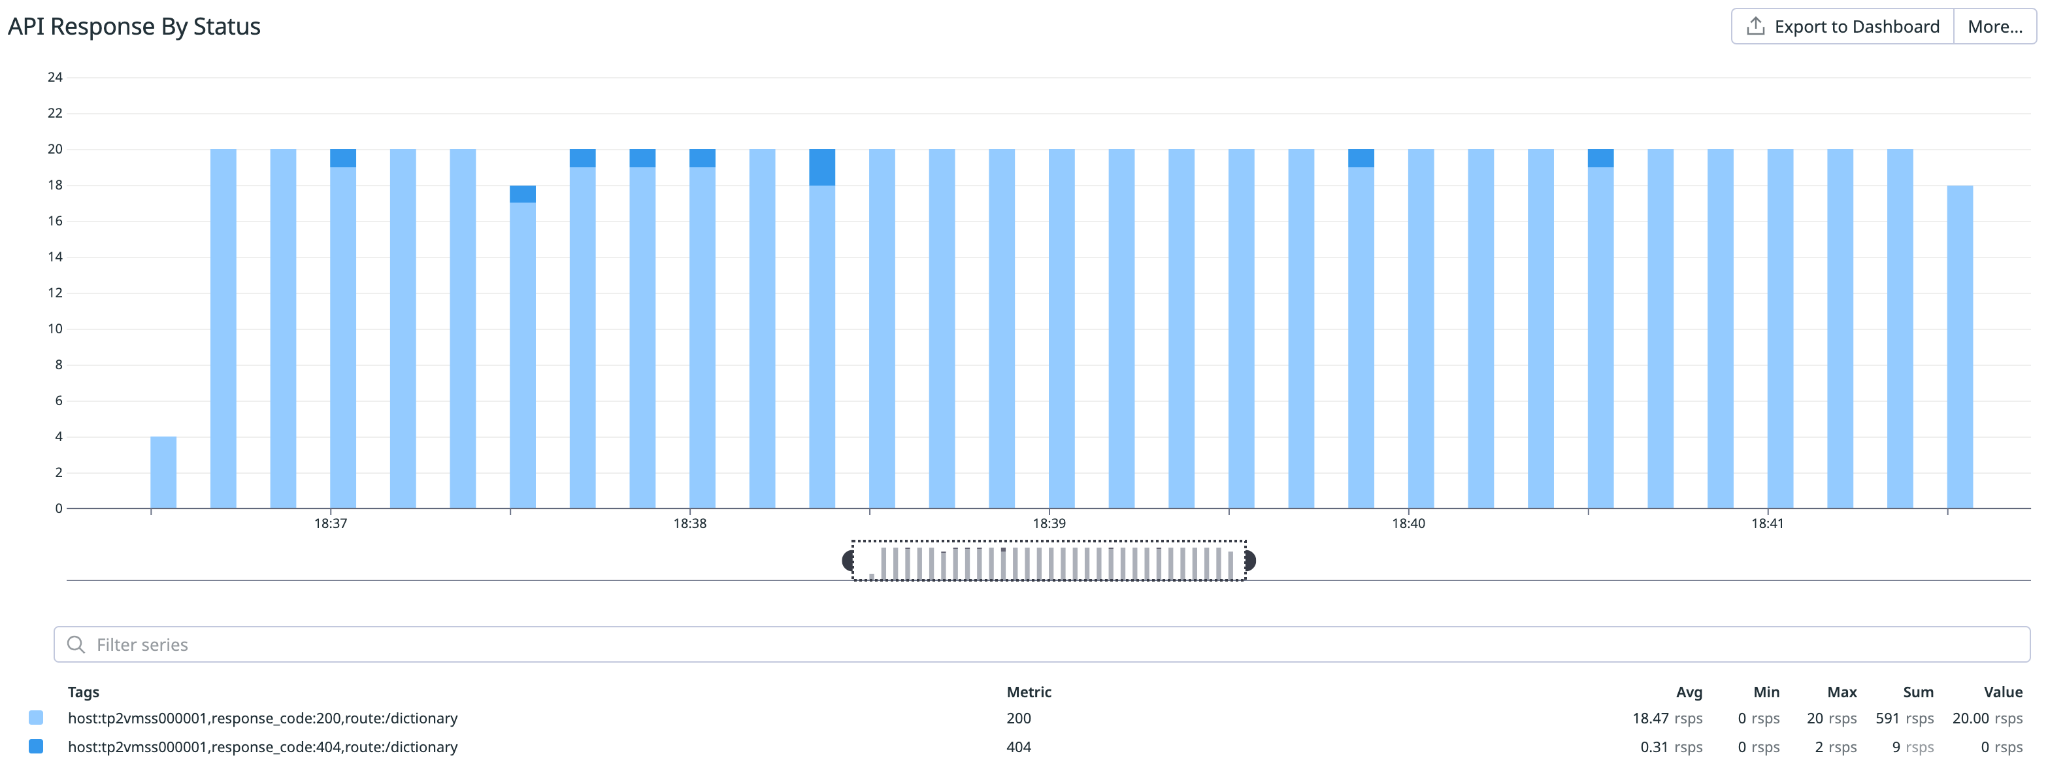 API Response By Status
Export to Dashboard More...
24
22
20
18
16
14
12
10
8
6
4
2
0
18:37 18:38 18:39 18:40 18:41
Filter series
Tags Metric Avg Min Max Sum Value
host:tp2vmss000001,response_code:200,route:/dictionary 200 18.47 rsps 0 rsps 20 rsps 591 rsps 20.00 rsps
host:tp2vmss000001,response_code:404,route:/dictionary 404 0.31 rsps 0 rsps 2 rsps 9 rsps 0 rsps